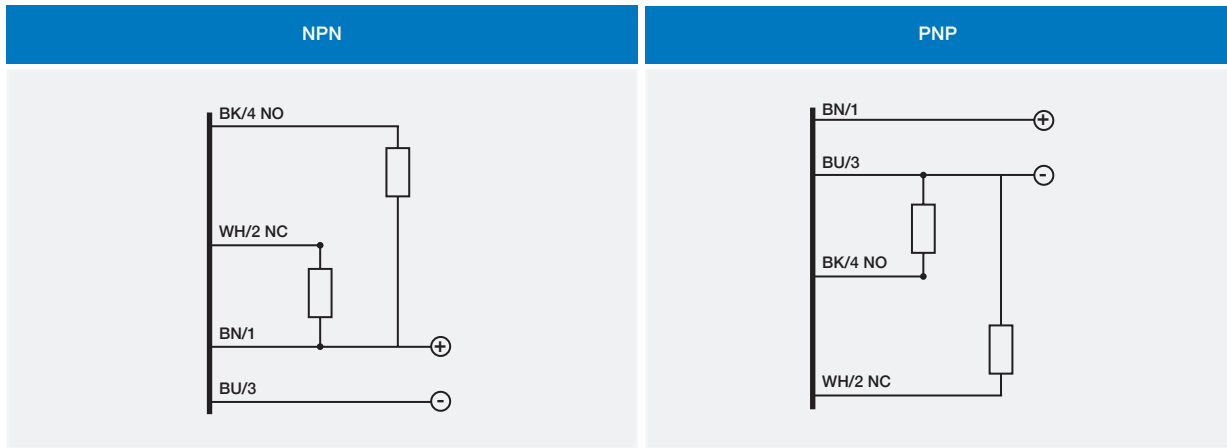 NPN
BK/4 NO
WH/2 NC
BN/1
+
BU/3
-
PNP
BN/1
+
BU/3
-
BK/4 NO
WH/2 NC